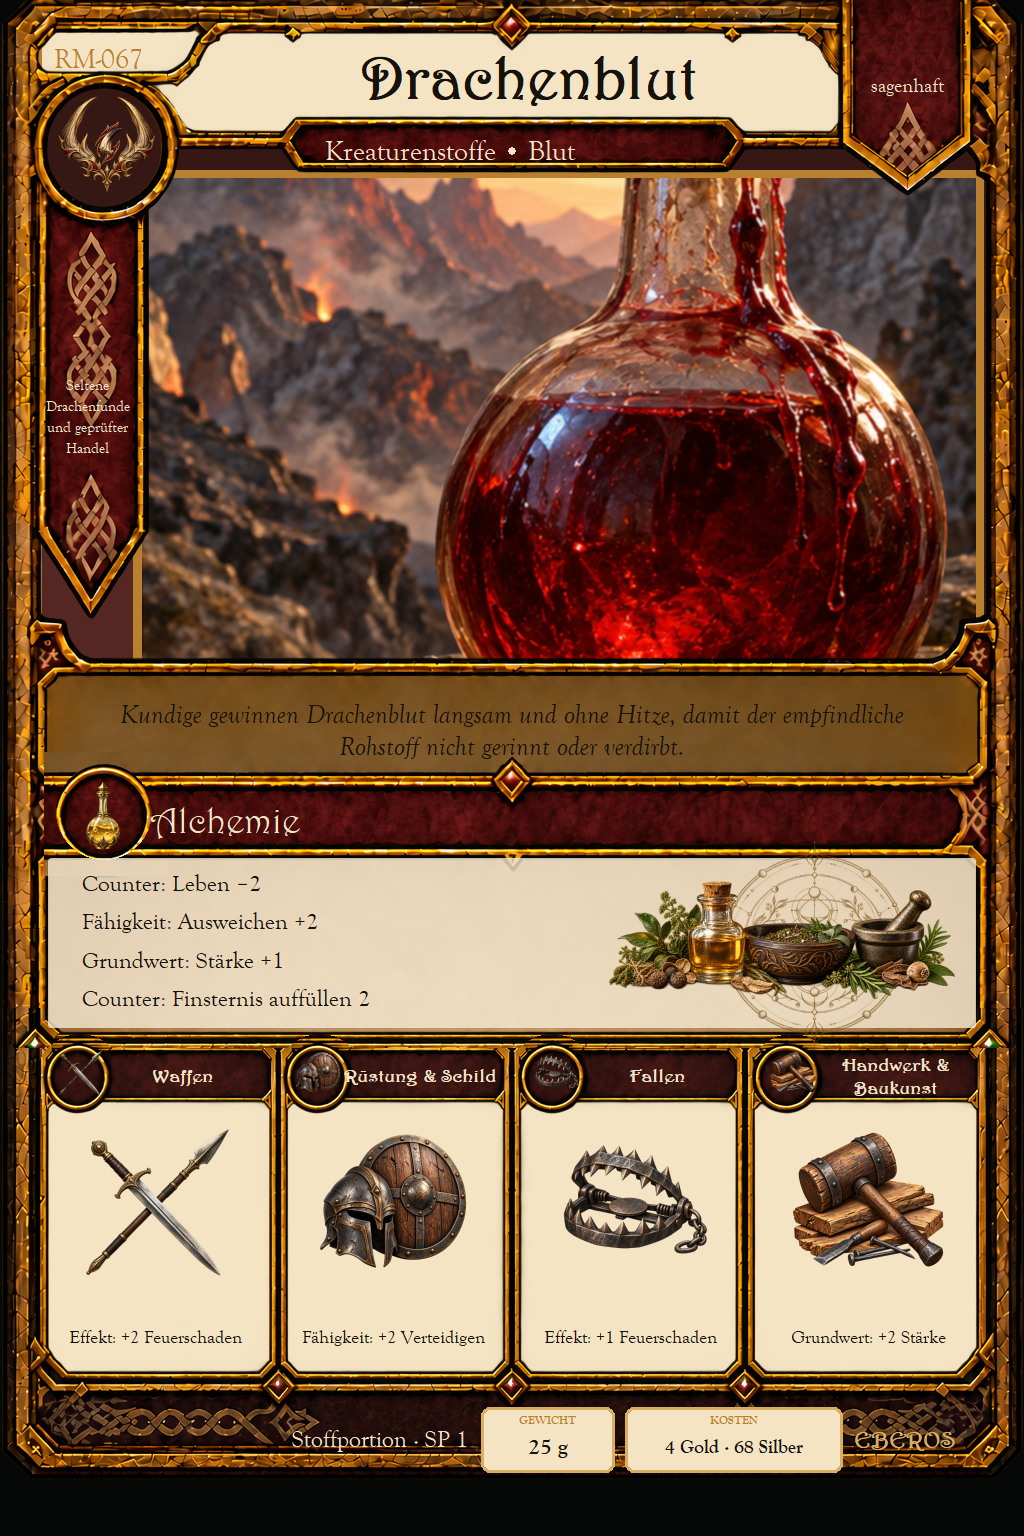 RM-067
Drachenblut
sagenhaft
Kreaturenstoffe • Blut
Seltene
Drachenfunde
und geprüfter
Handel
Kundige gewinnen Drachenblut langsam und ohne Hitze, damit der empfindliche
Rohstoff nicht gerinnt oder verdirbt.
Alchemie
Counter: Leben −2
Fähigkeit: Ausweichen +2
Grundwert: Stärke +1
Counter: Finsternis auffüllen 2
Waffen
Rüstung & Schild
Fallen
Handwerk &
Baukunst
Effekt: +2 Feuerschaden
Fähigkeit: +2 Verteidigen
Effekt: +1 Feuerschaden
Grundwert: +2 Stärke
Stoffportion · SP 1
GEWICHT
25 g
KOSTEN
4 Gold · 68 Silber
EBEROS